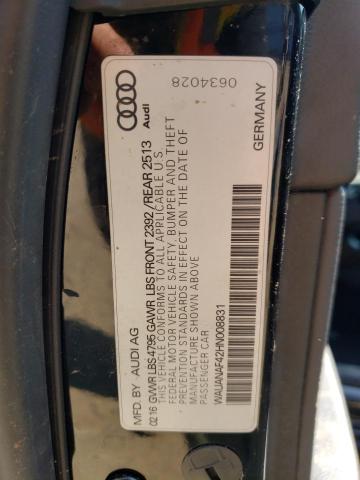 MFD. BY AUDI AG
02.16 GVWR LBS 4795 GAWR LBS FRONT 2392 /REAR 2513
THIS VEHICLE CONFORMS TO ALL APPLICABLE U.S.
FEDERAL MOTOR VEHICLE SAFETY, BUMPER AND THEFT
PREVENTION STANDARDS IN EFFECT ON THE DATE OF
MANUFACTURE SHOWN ABOVE
WAUANAF42HN008831
GERMANY
Audi
0634028